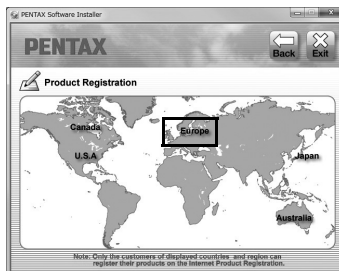 PENTAX Software Installer
PENTAX
Back
Exit
Product Registration
Canada
Europe
U.S.A
Japan
Australia
Note: Only the customers of displayed countries and region can
register their products on the Internet Product Registration.